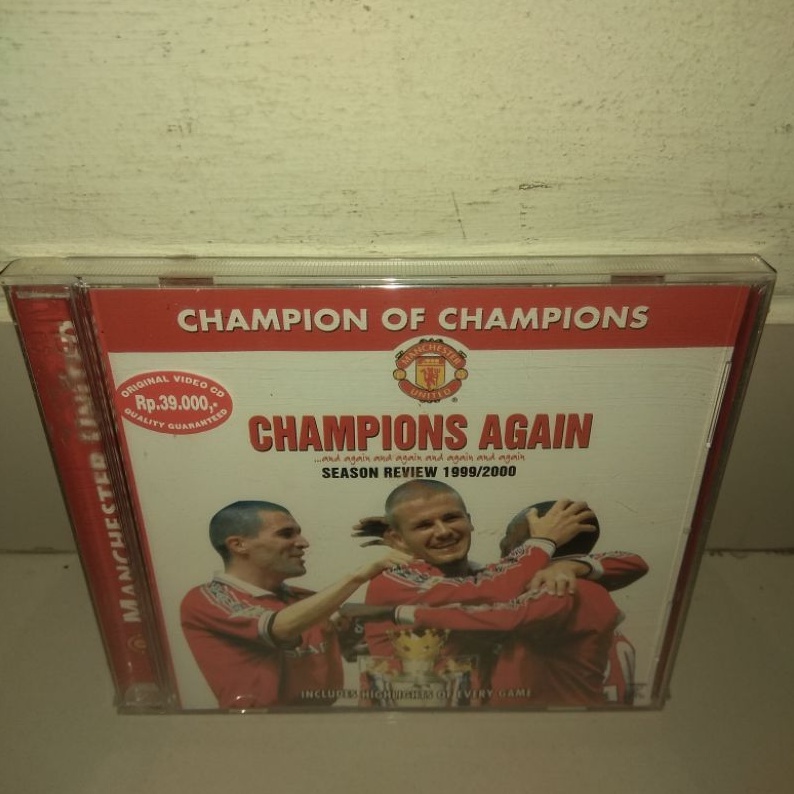 CHAMPION OF CHAMPIONS
MANCHESTER
UNITED
ORIGINAL VIDEO CD
Rp.39.000,-
QUALITY GUARANTEED
CHAMPIONS AGAIN
...and again and again and again and again
SEASON REVIEW 1999/2000
INCLUDES HIGHLIGHTS OF EVERY GAME
MANCHESTER UNITED